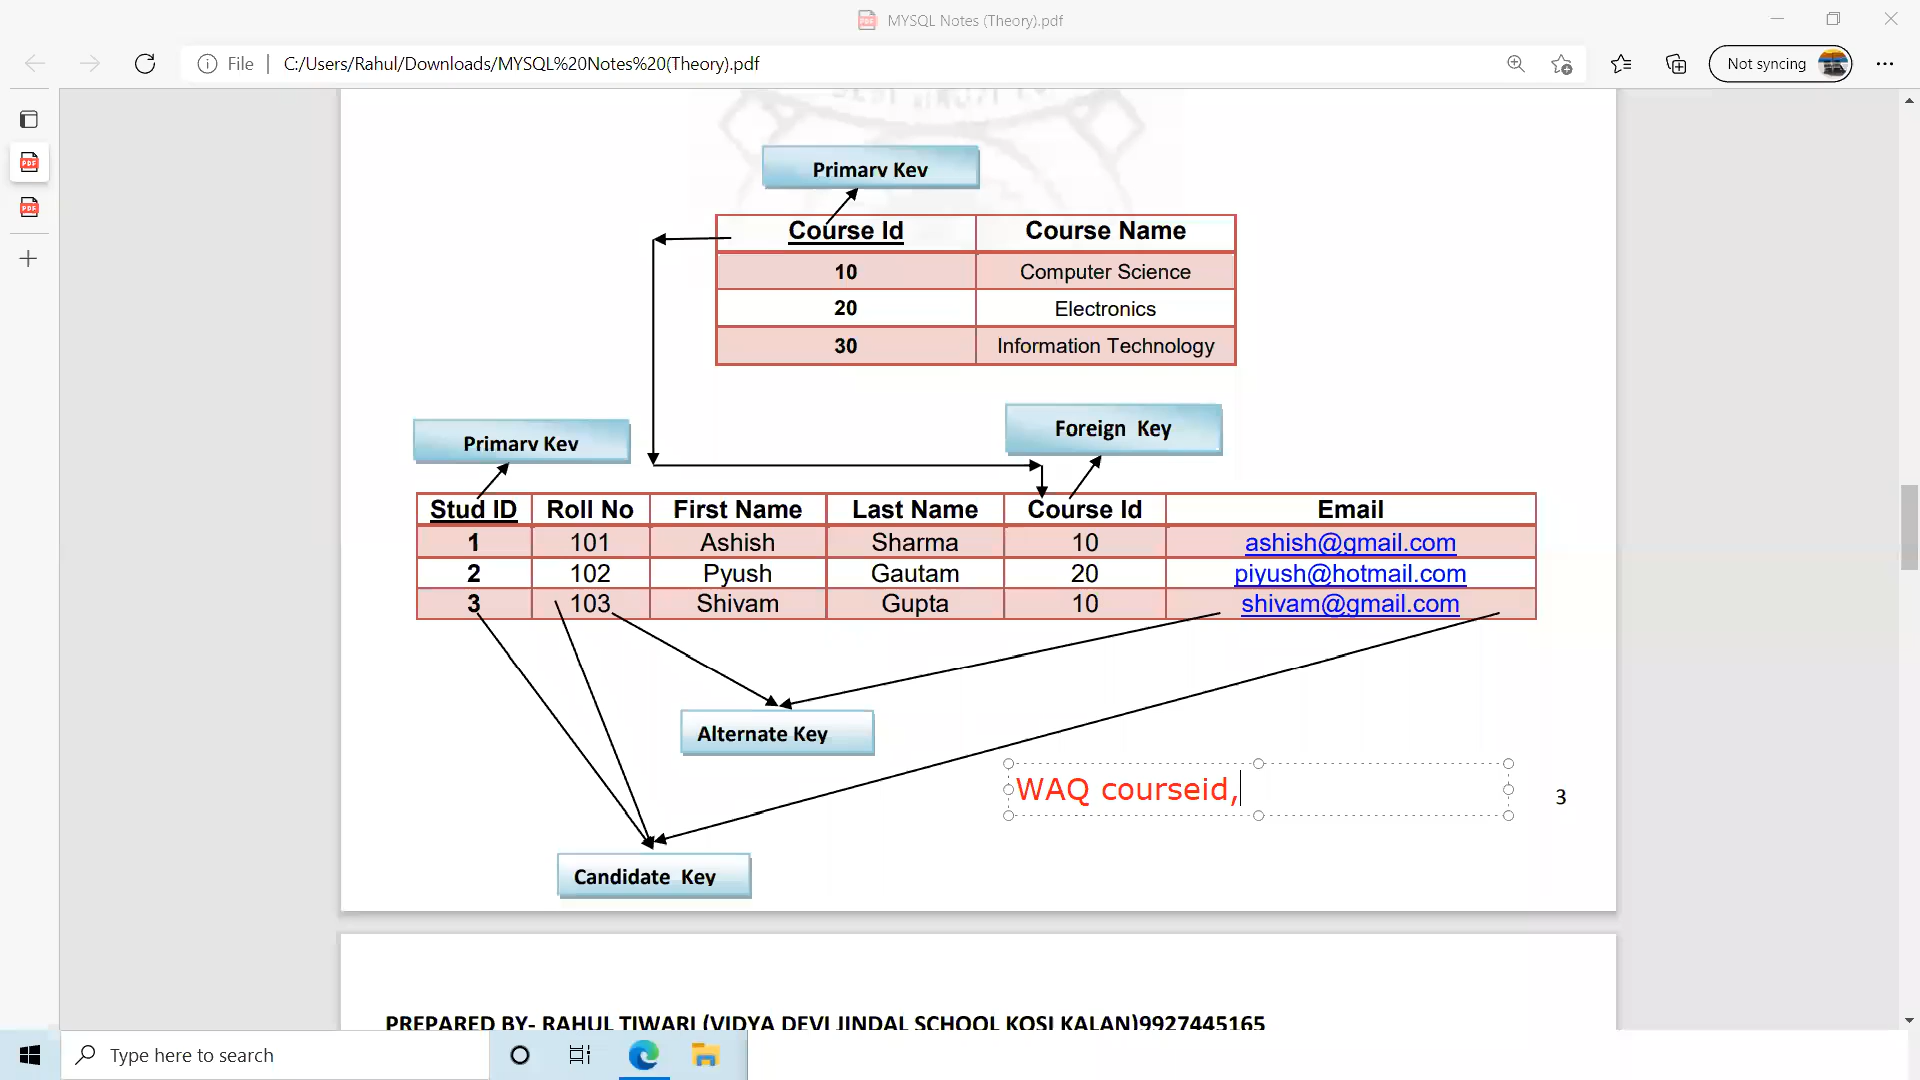 MYSQL Notes (Theory).pdf
File
C:/Users/Rahul/Downloads/MYSQL%20Notes%20(Theory).pdf
Not syncing
Primary Key
Course Id Course Name
10 Computer Science
20 Electronics
30 Information Technology
Primary Key
Foreign Key
Stud ID Roll No First Name Last Name Course Id Email
1 101 Ashish Sharma 10 ashish@gmail.com
2 102 Pyush Gautam 20 piyush@hotmail.com
3 103 Shivam Gupta 10 shivam@gmail.com
Alternate Key
WAQ courseid,
3
Candidate Key
PREPARED BY- RAHUL TIWARI (VIDYA DEVI JINDAL SCHOOL KOSI KALAN)9927445165
Type here to search